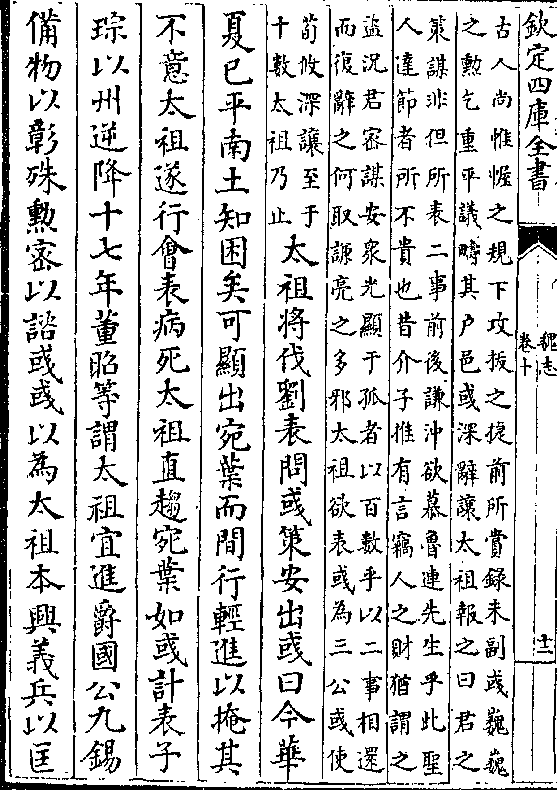 欽定四庫全書
魏志
卷十
十二
古人尚惟幄之規下攻拔之捷前所賞録未副彧巍巍
之勲乞重平議疇其户邑彧深辭讓太祖報之曰君之
策謀非但所表二事前後謙沖欲慕魯連先生乎此聖
人達節者所不貴也昔介子推有言竊人之財猶謂之
盗況君密謀安衆光顯于孤者以百數乎以二事相還
而復辭之何取謙亮之多邪太祖欲表彧為三公彧使
荀攸深讓至于
十數太祖乃止
太祖將伐劉表問彧策安出彧曰今華
夏已平南土知困矣可顯出宛葉而間行輕進以掩其
不意太祖遂行會表病死太祖直趨宛葉如彧計表子
琮以州逆降十七年董昭等謂太祖宜進爵國公九錫
備物以彰殊勲密以諮彧彧以為太祖本興義兵以匡